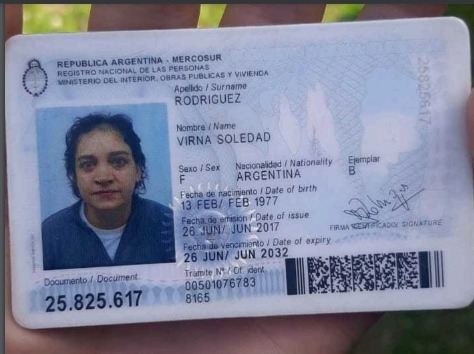 REPUBLICA ARGENTINA - MERCOSUR
REGISTRO NACIONAL DE LAS PERSONAS
MINISTERIO DEL INTERIOR, OBRAS PUBLICAS Y VIVIENDA
Apellido / Surname
RODRIGUEZ
Nombre / Name
VIRNA SOLEDAD
Sexo / Sex Nacionalidad / Nationality Ejemplar
F ARGENTINA B
Fecha de nacimiento / Date of birth
13 FEB/ FEB 1977
Fecha de emisión / Date of issue
26 JUN/ JUN 2017
FIRMA IDENTIFICADO/ SIGNATURE
Fecha de vencimiento / Date of expiry
26 JUN/ JUN 2032
Documento / Document
25.825.617
Trámite Nº / Of. ident.
00501076783
8165
25825617